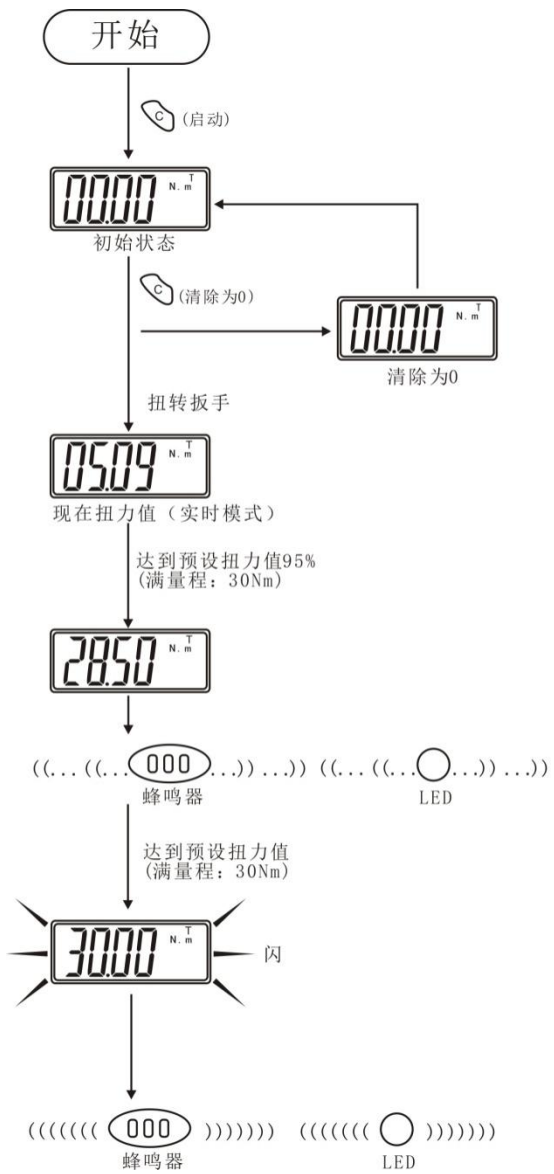 开始
C (启动)
00.00 N.m T
初始状态
C (清除为0)
00.00 N.m T
清除为0
扭转扳手
05.09 N.m T
现在扭力值（实时模式）
达到预设扭力值95%
(满量程：30Nm)
28.50 N.m T
((...((...000...))...)) ((...((...◯...))...))
蜂鸣器 LED
达到预设扭力值
(满量程：30Nm)
30.00 N.m T 闪
((((((( 000 ))))))) ((((((( ◯ )))))))
蜂鸣器 LED